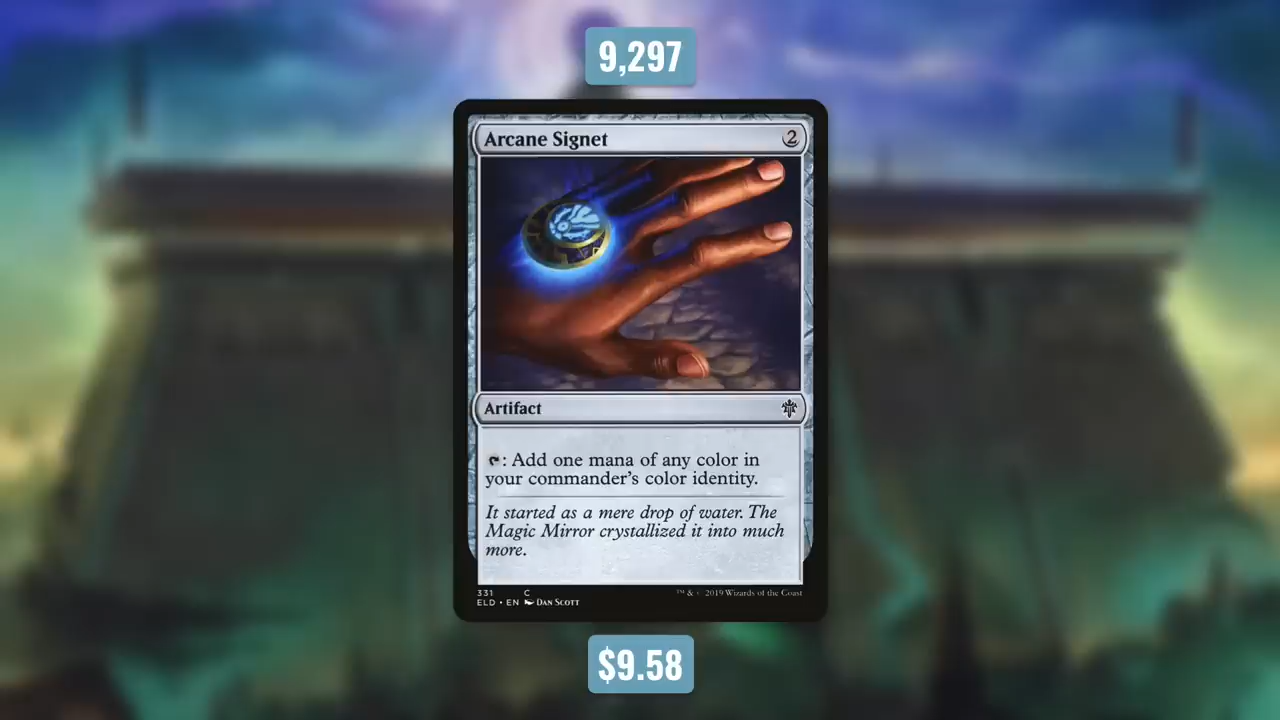 9,297
Arcane Signet 2
Artifact
: Add one mana of any color in
your commander's color identity.
It started as a mere drop of water. The
Magic Mirror crystallized it into much
more.
331 C
ELD • EN DAN SCOTT
™ & 2019 Wizards of the Coast
$9.58